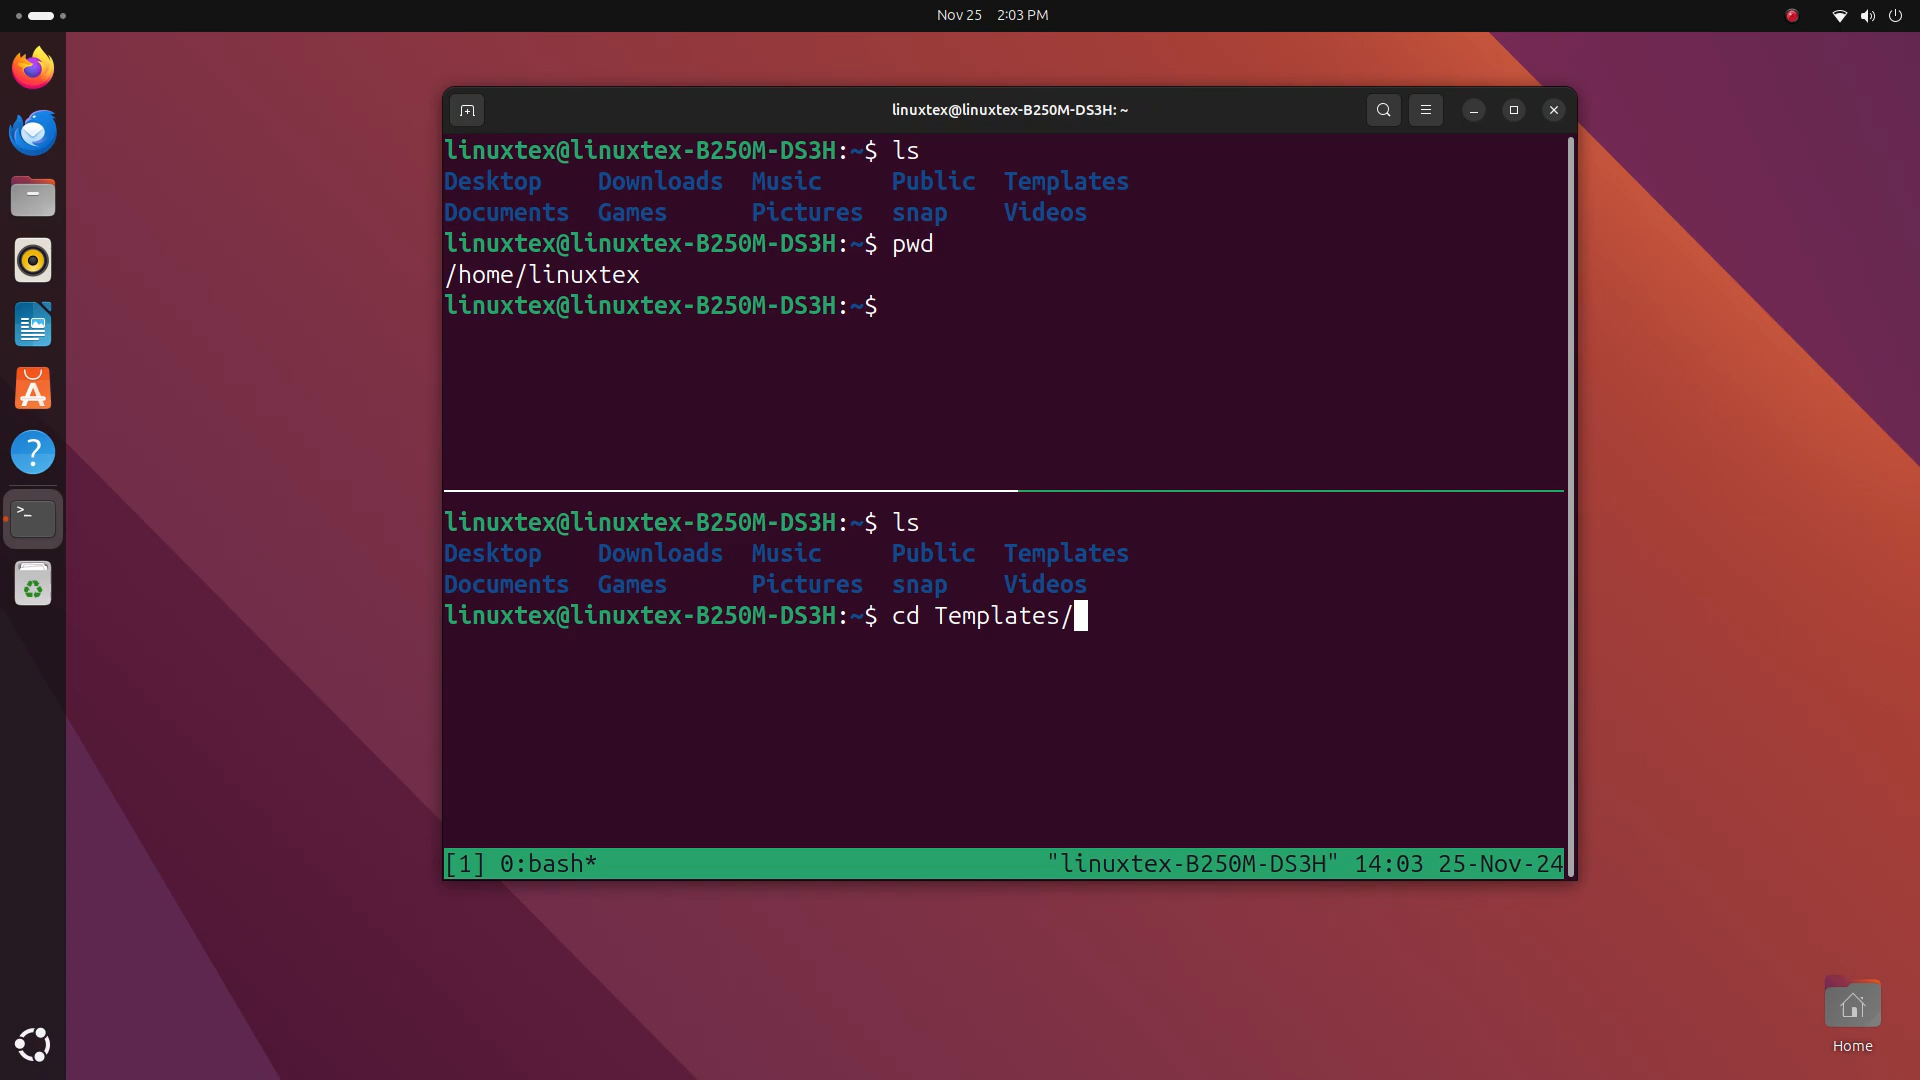 Nov 25 2:03 PM
linuxtex@linuxtex-B250M-DS3H: ~
linuxtex@linuxtex-B250M-DS3H:~$ ls
Desktop Downloads Music Public Templates
Documents Games Pictures snap Videos
linuxtex@linuxtex-B250M-DS3H:~$ pwd
/home/linuxtex
linuxtex@linuxtex-B250M-DS3H:~$
linuxtex@linuxtex-B250M-DS3H:~$ ls
Desktop Downloads Music Public Templates
Documents Games Pictures snap Videos
linuxtex@linuxtex-B250M-DS3H:~$ cd Templates/
[1] 0:bash* "linuxtex-B250M-DS3H" 14:03 25-Nov-24
Home